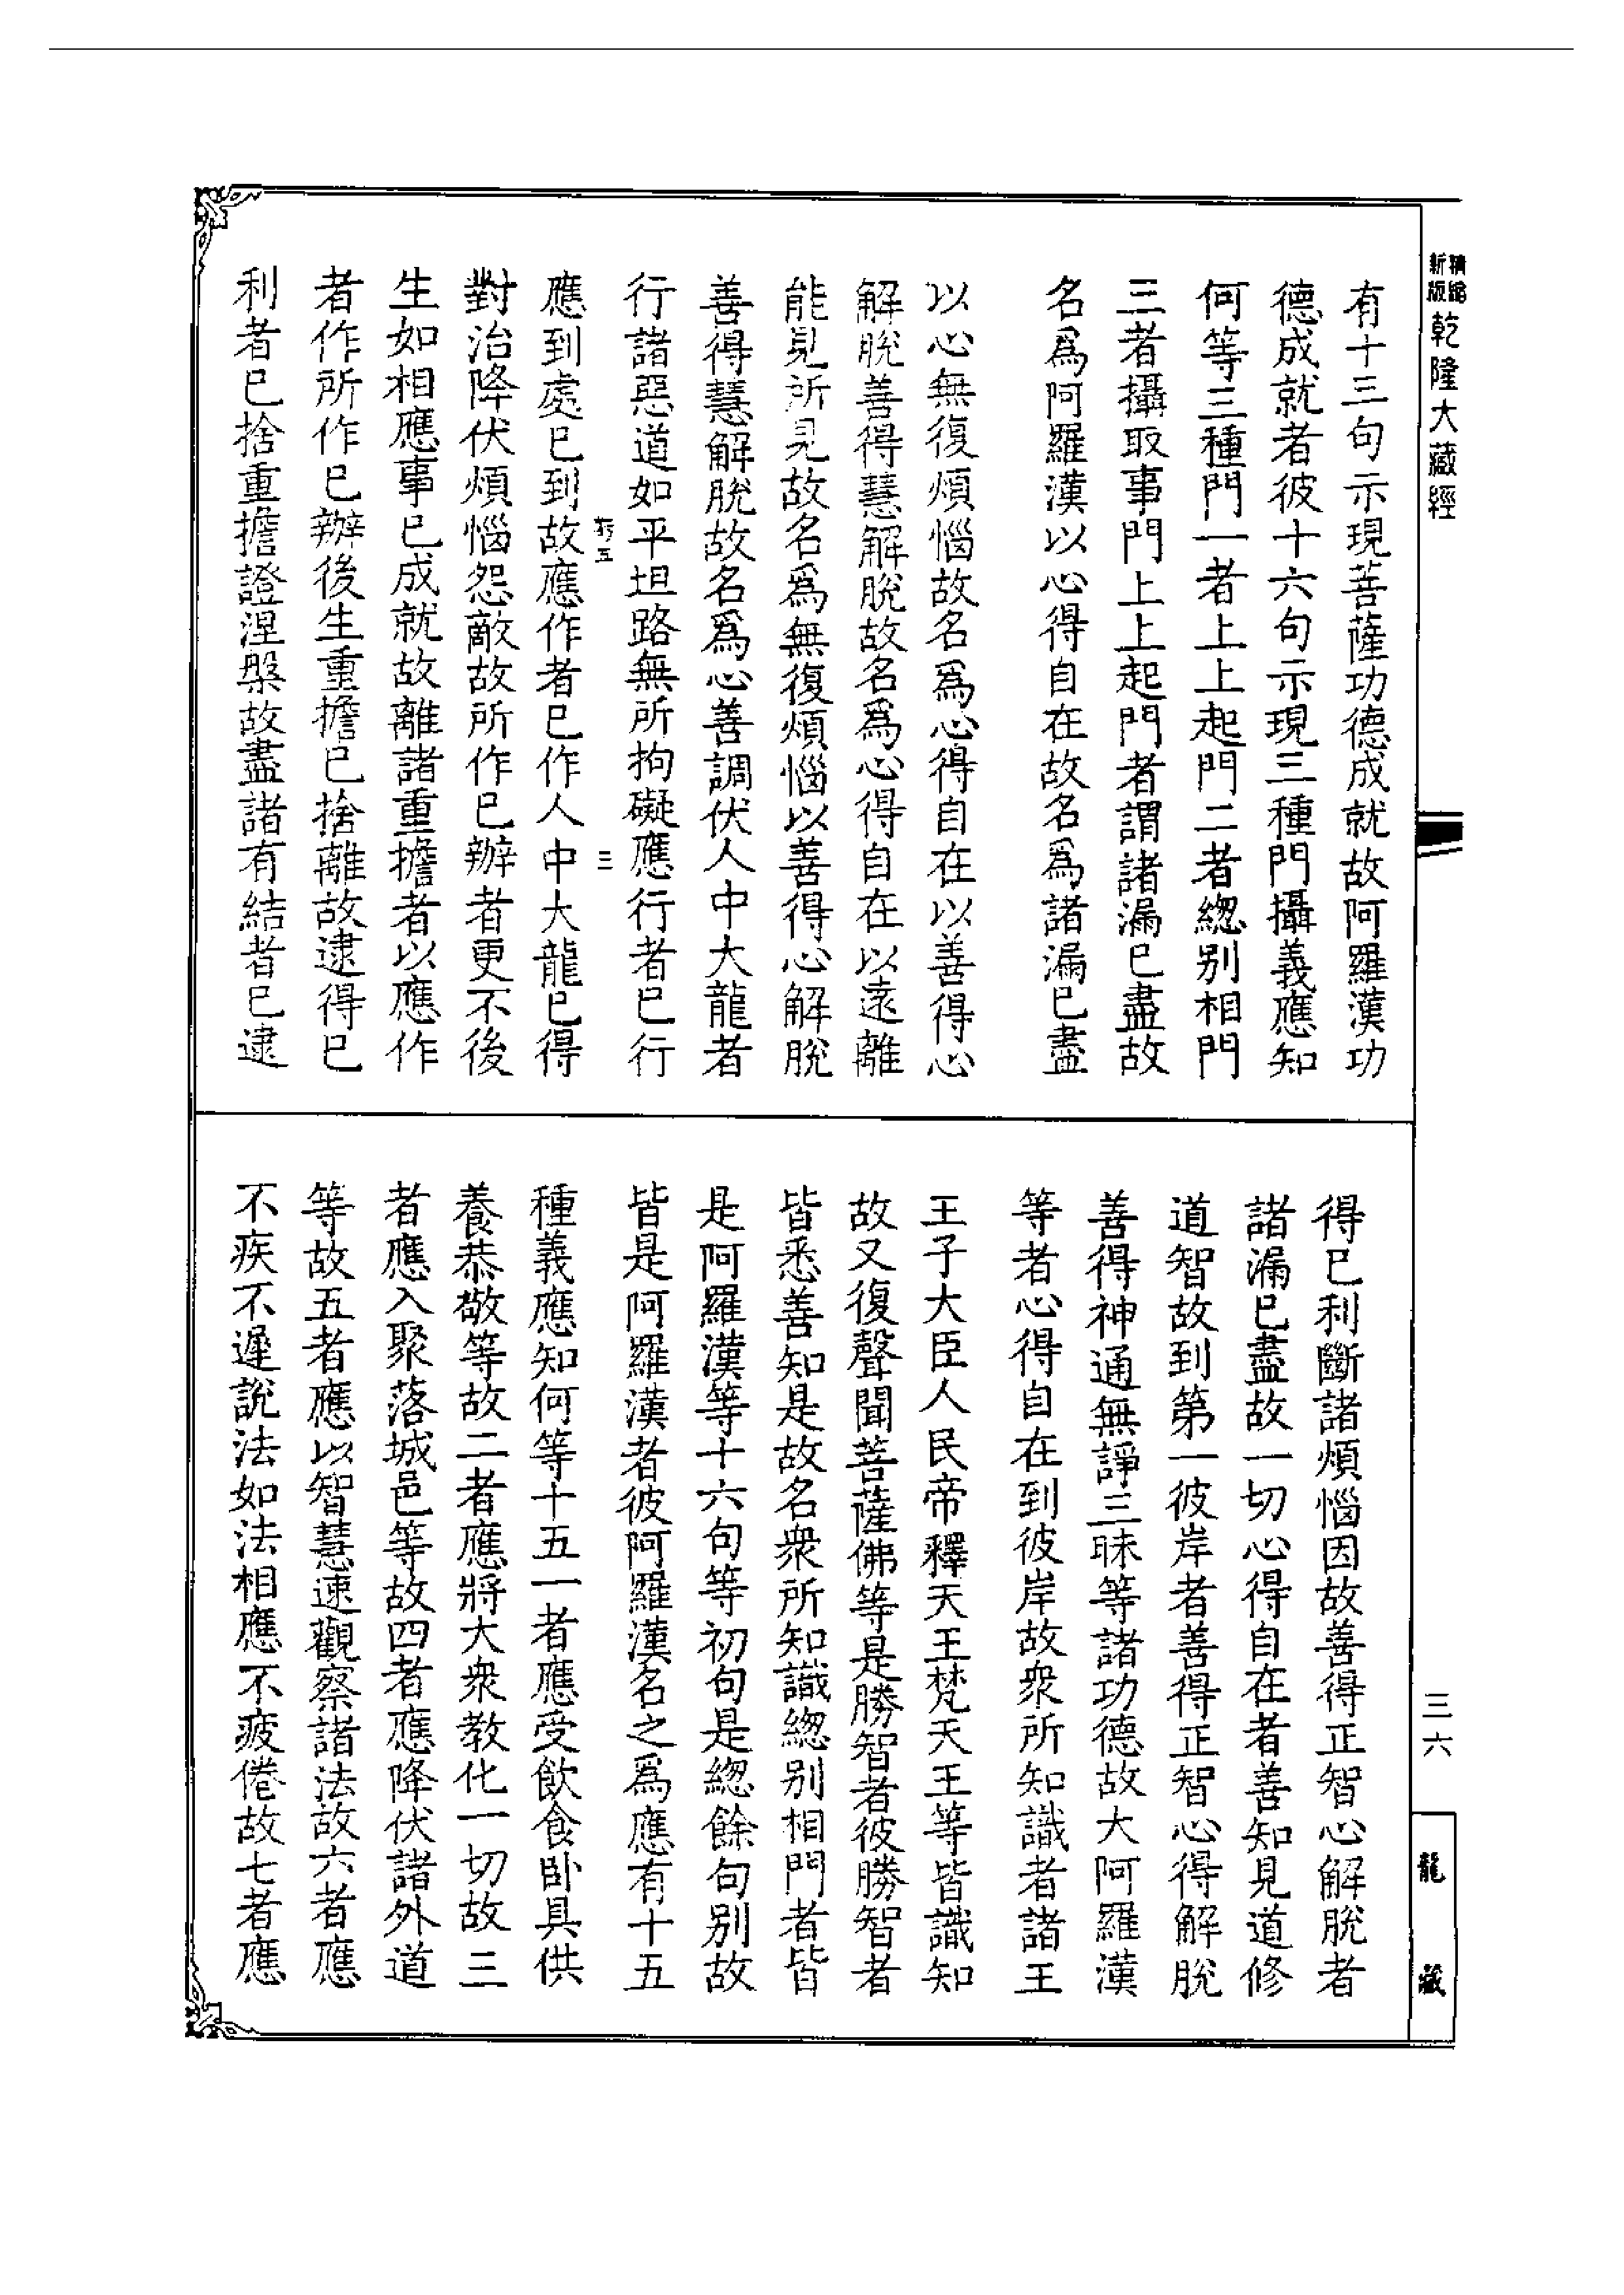 精縮
新版
乾隆大藏經
有十三句示現菩薩功德成就故阿羅漢功
德成就者彼十六句示現三種門攝義應知
何等三種門一者上上起門二者緫別相門
三者攝取事門上上起門者謂諸漏已盡故
名爲阿羅漢以心得自在故名爲諸漏已盡
以心無復煩惱故名爲心得自在以善得心
解脫善得慧解脫故名爲心得自在以遠離
能見所見故名爲無復煩惱以善得心解脫
善得慧解脫故名爲心善調伏人中大龍者
行諸惡道如平坦路無所拘礙應行者已行
五 三
應到處已到故應作者已作人中大龍已得
對治降伏煩惱怨敵故所作已辦者更不後
生如相應事已成就故離諸重擔者以應作
者作所作已辦後生重擔已捨離故逮得已
利者已捨重擔證涅槃故盡諸有結者已逮
得已利斷諸煩惱因故善得正智心解脫者
諸漏已盡故一切心得自在者善知見道修
道智故到第一彼岸者善得正智心得解脫
善得神通無諍三昧等諸功德故大阿羅漢
等者心得自在到彼岸故衆所知識者諸王
王子大臣人民帝釋天王梵天王等皆識知
故又復聲聞菩薩佛等是勝智者彼勝智者
皆悉善知是故名衆所知識緫別相門者皆
是阿羅漢等十六句等初句是緫餘句別故
皆是阿羅漢者彼阿羅漢名之爲應有十五
種義應知何等十五一者應受飮食臥具供
養恭敬等故二者應將大衆教化一切故三
者應入聚落城邑等故四者應降伏諸外道
等故五者應以智慧速觀察諸法故六者應
不疾不遲說法如法相應不疲倦故七者應
三六
龍藏